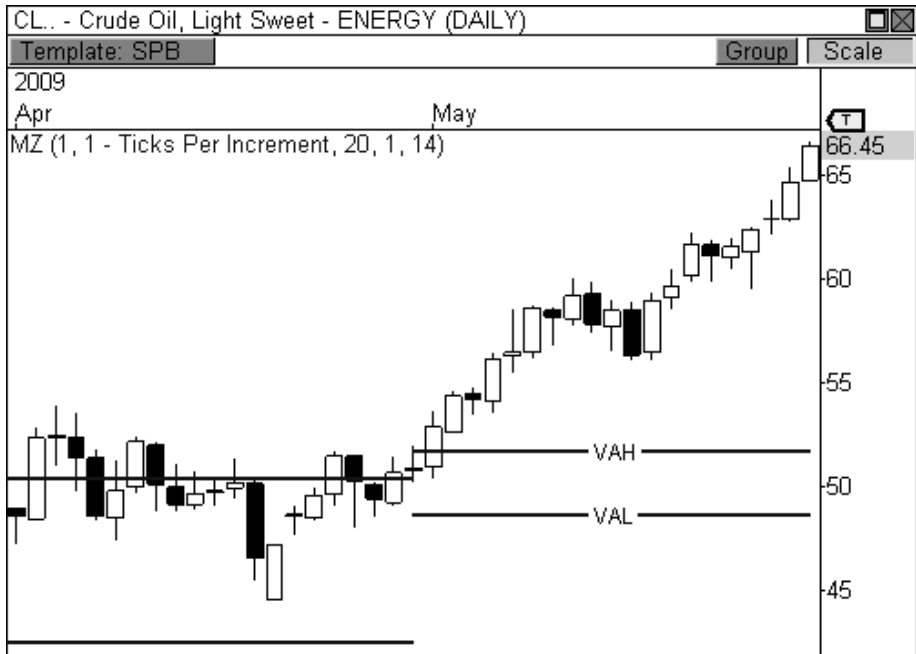 CL.. - Crude Oil, Light Sweet - ENERGY (DAILY)
Template: SPB Group Scale
2009
Apr May
T
MZ (1, 1 - Ticks Per Increment, 20, 1, 14)
66.45
65
60
55
VAH
50
VAL
45